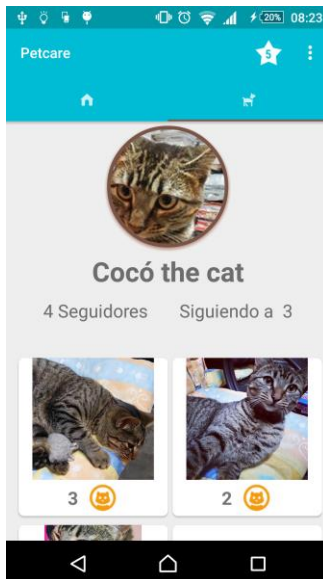 20% 08:23
Petcare 5
Cocó the cat
4 Seguidores Siguiendo a 3
3 2